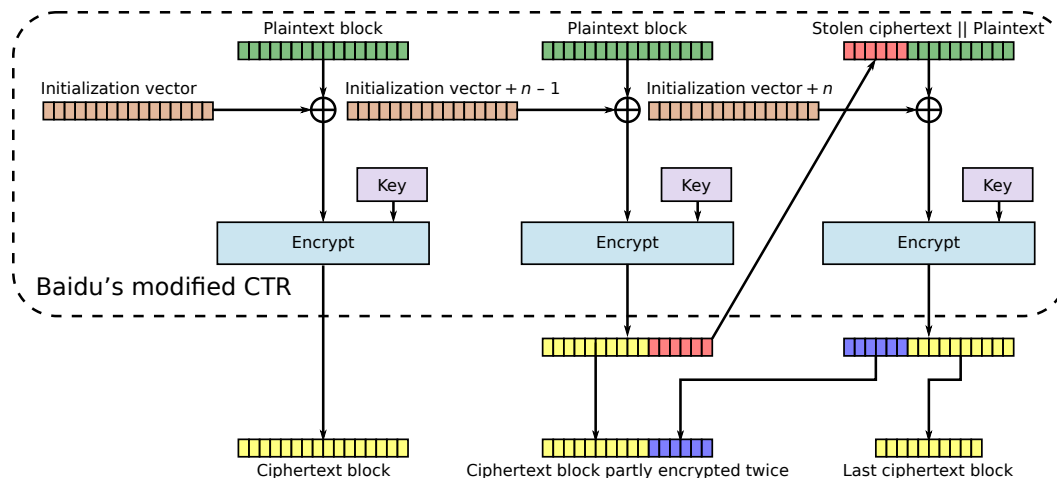 Plaintext block
Plaintext block
Stolen ciphertext || Plaintext
Initialization vector
Initialization vector + n – 1
Initialization vector + n
Key
Key
Key
Encrypt
Encrypt
Encrypt
Baidu’s modified CTR
Ciphertext block
Ciphertext block partly encrypted twice
Last ciphertext block